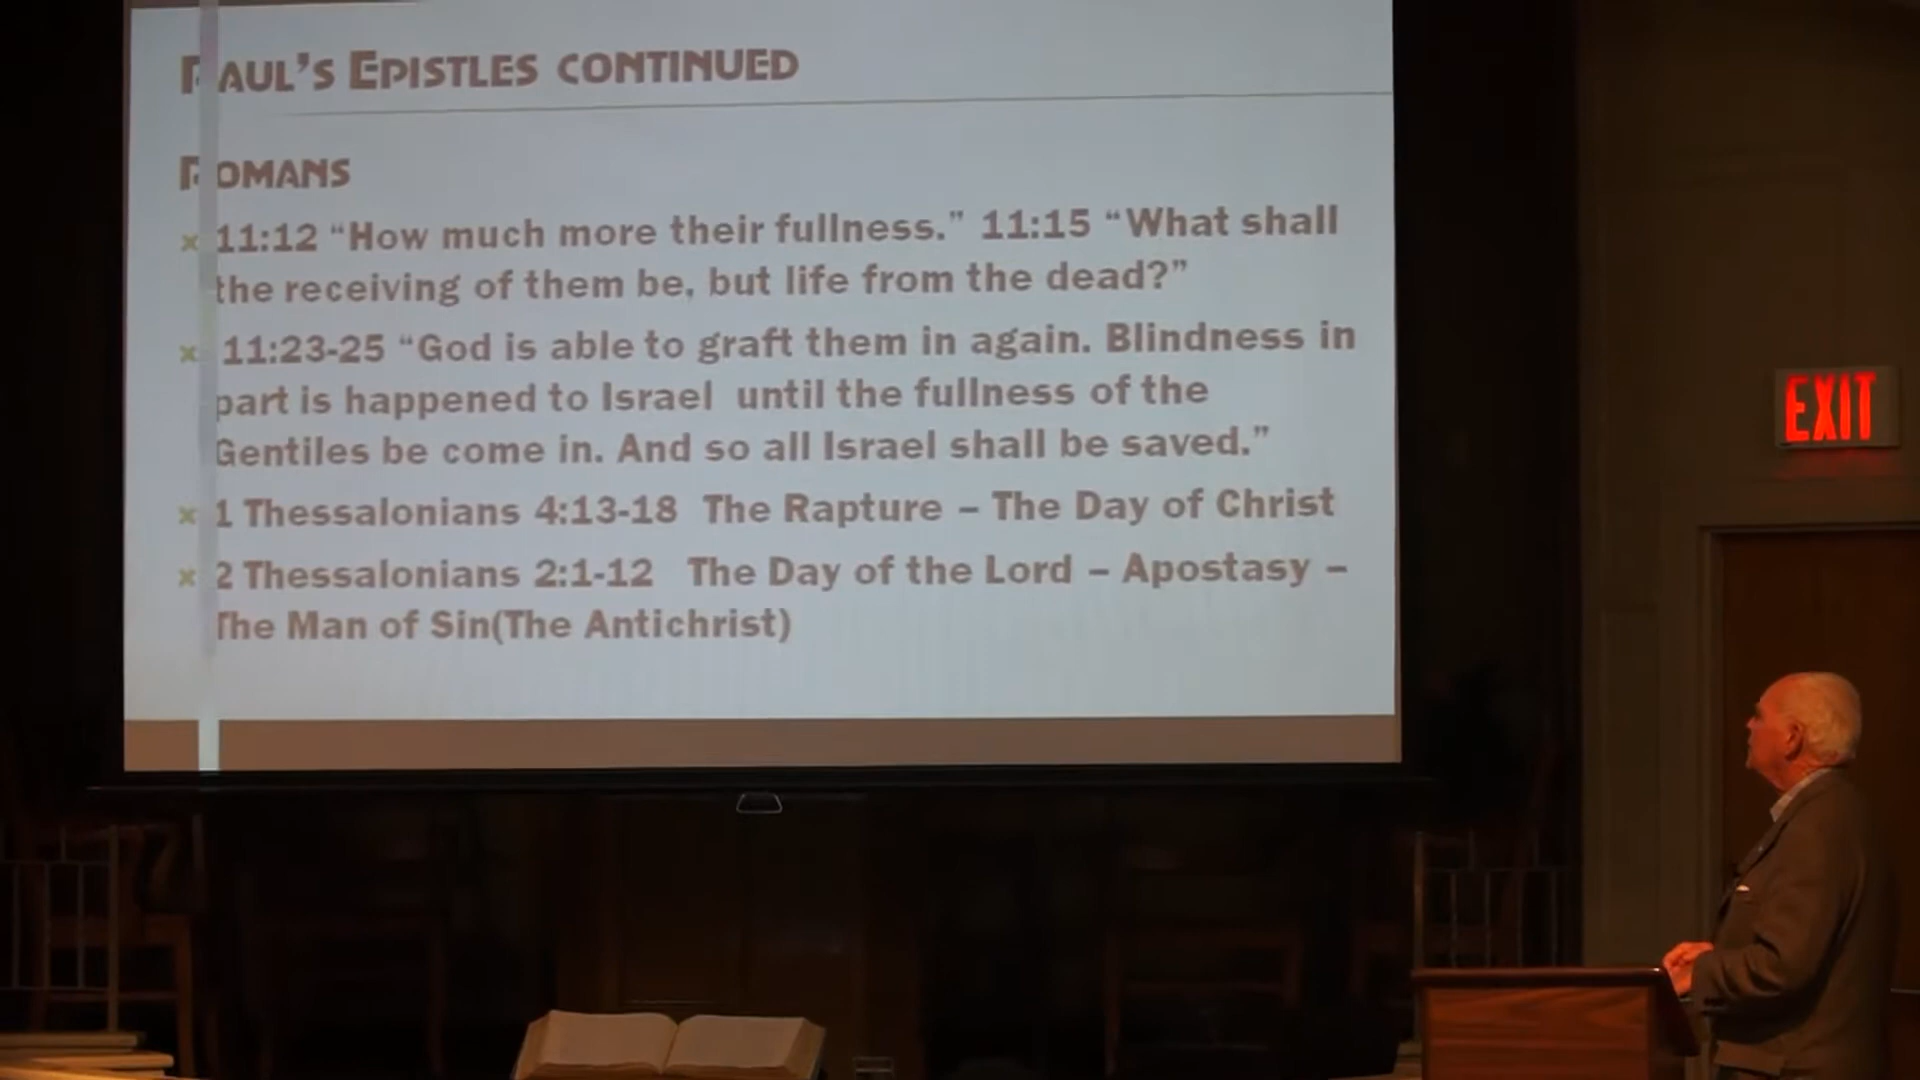 PAUL'S EPISTLES CONTINUED
ROMANS
11:12 “How much more their fullness.” 11:15 “What shall
the receiving of them be, but life from the dead?”
11:23-25 “God is able to graft them in again. Blindness in
part is happened to Israel until the fullness of the
Gentiles be come in. And so all Israel shall be saved.”
1 Thessalonians 4:13-18 The Rapture – The Day of Christ
2 Thessalonians 2:1-12 The Day of the Lord – Apostasy –
The Man of Sin(The Antichrist)
EXIT